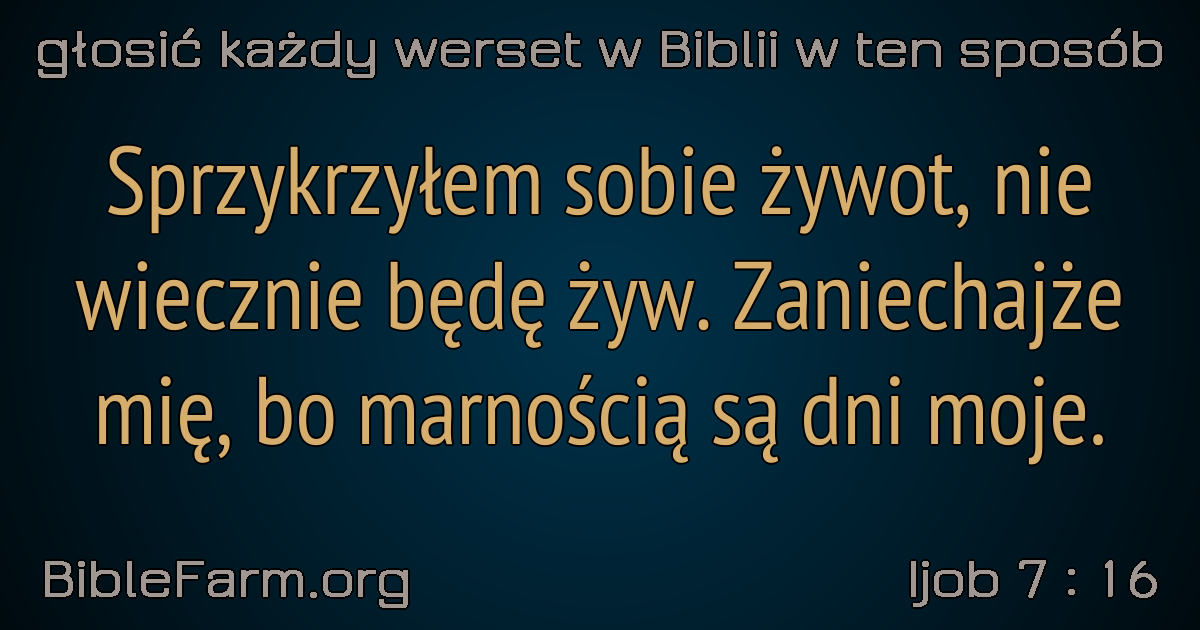 głosić każdy werset w Biblii w ten sposób
Sprzykrzyłem sobie żywot, nie
wiecznie będę żyw. Zaniechajże
mię, bo marnością są dni moje.
BibleFarm.org
Ijob 7 : 16